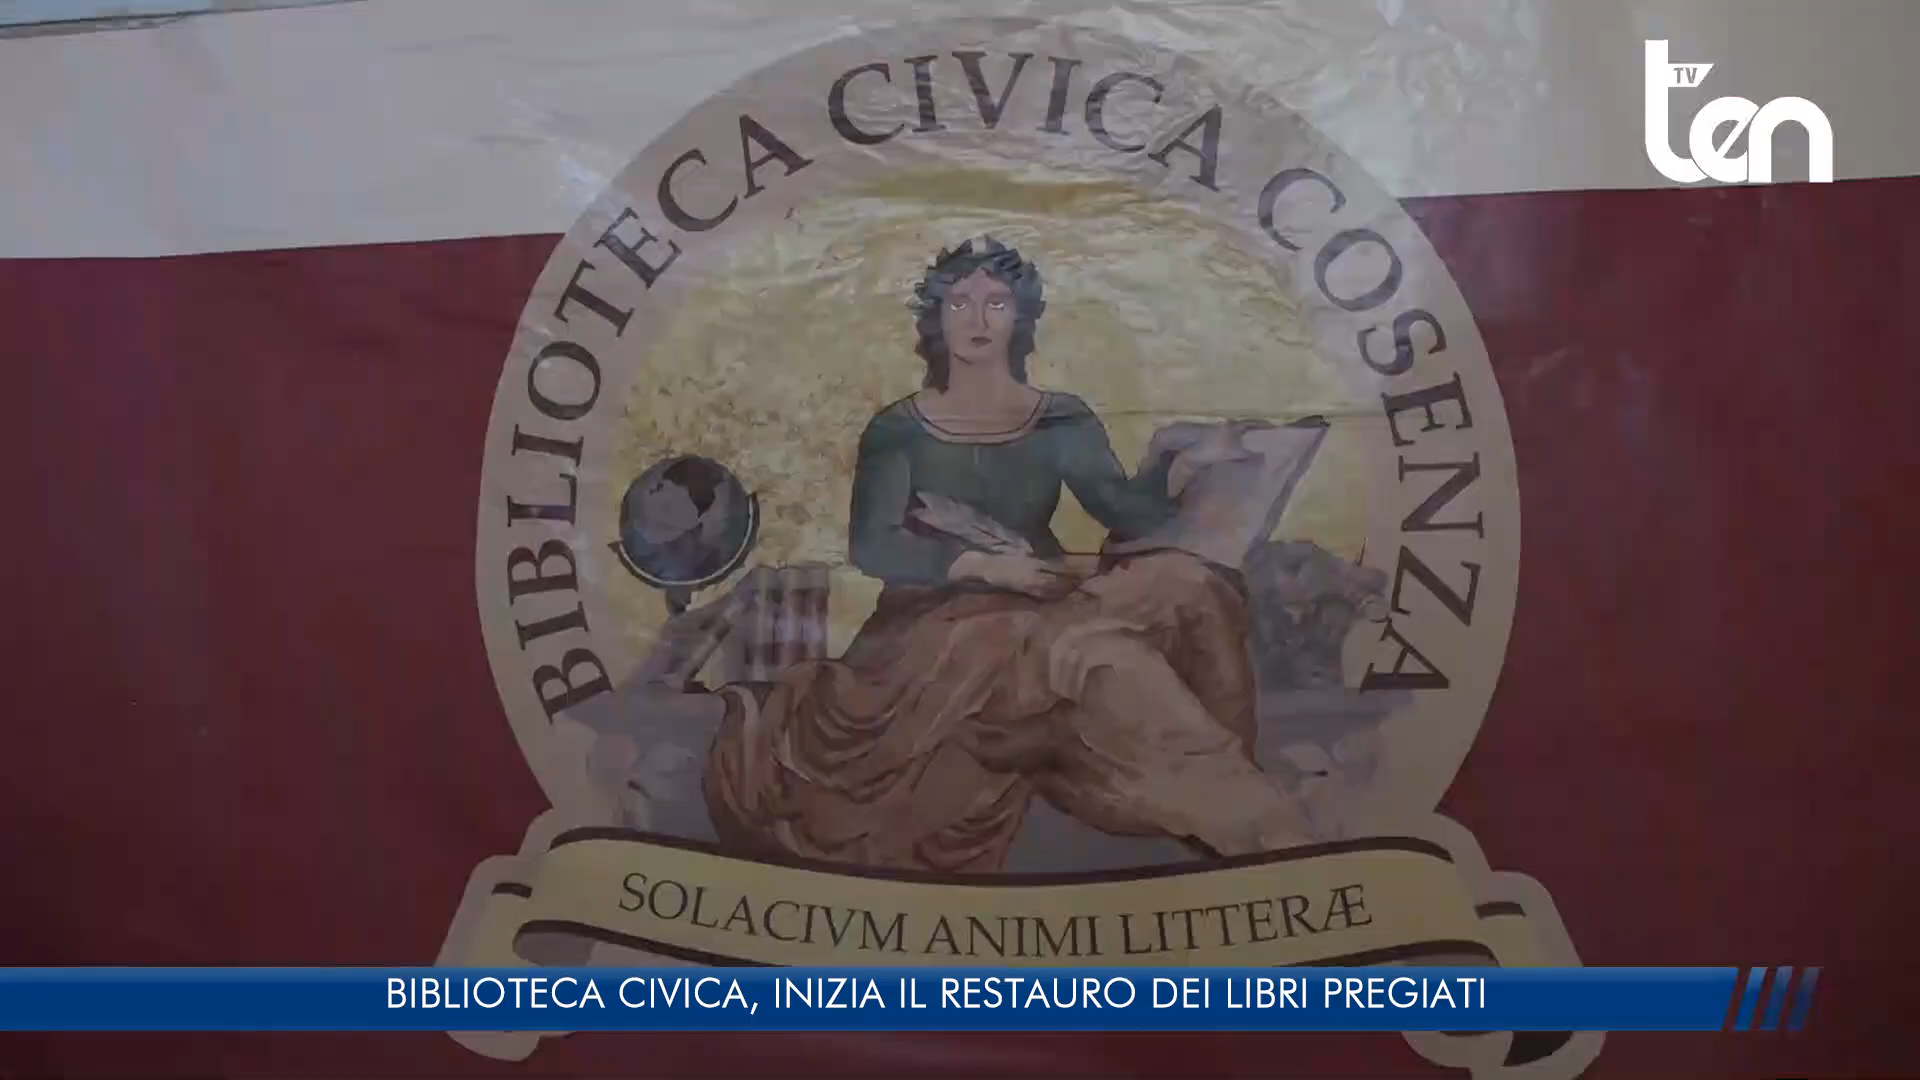 TV
ten
BIBLIOTECA CIVICA COSENZA
SOLACIVM ANIMI LITTERÆ
BIBLIOTECA CIVICA, INIZIA IL RESTAURO DEI LIBRI PREGIATI